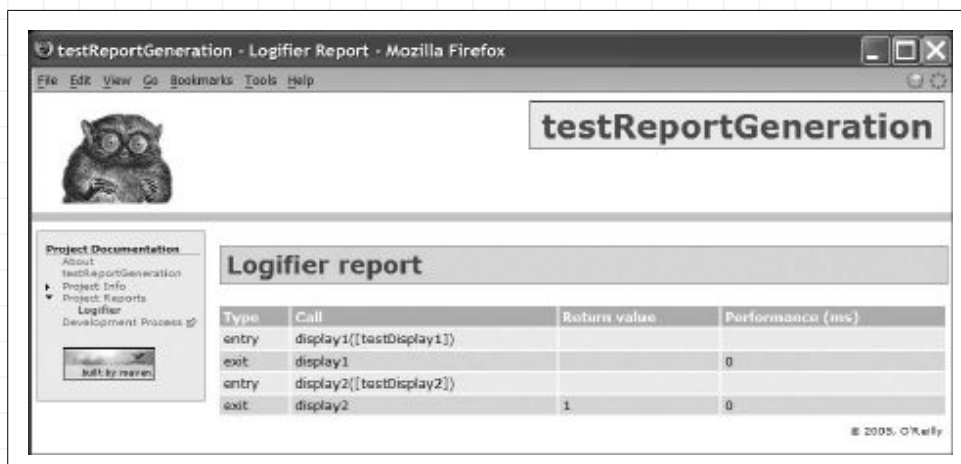 testReportGeneration - Logifier Report - Mozilla Firefox
File Edit View Go Bookmarks Tools Help
testReportGeneration
Project Documentation
About
testReportGeneration
Project Info
Project Reports
Logifier
Development Process
built by maven
Logifier report
Type Call Return value Performance (ms)
entry display1([testDisplay1])
exit display1 0
entry display2([testDisplay2])
exit display2 1 0
© 2005, O'Reilly